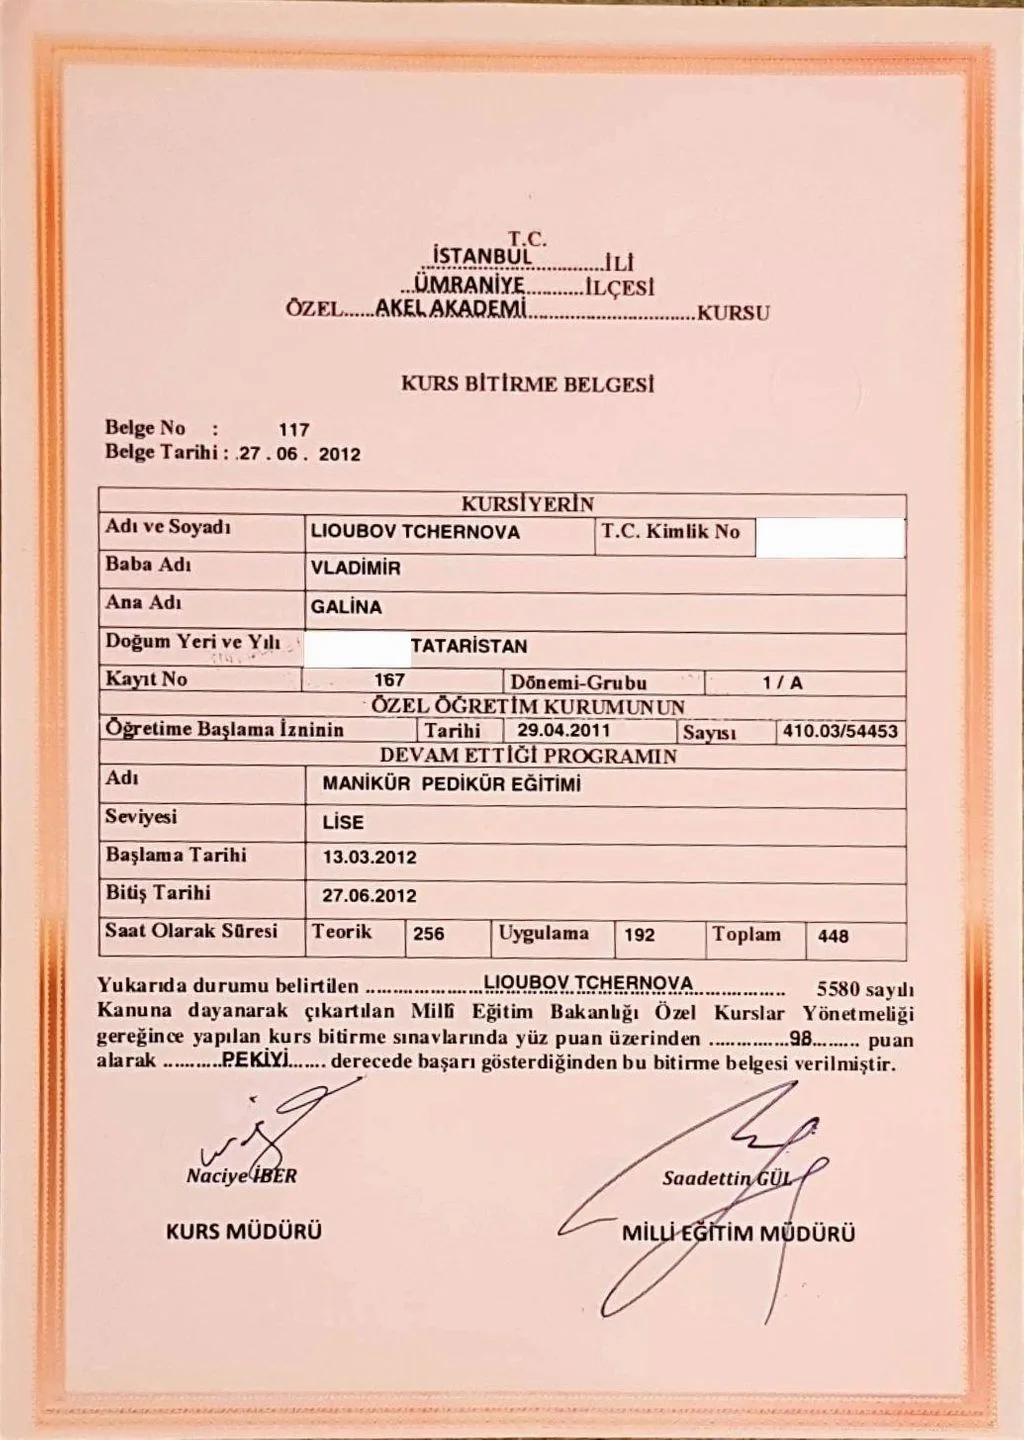 T.C.
İSTANBUL.............İLİ
...ÜMRANİYE...........İLÇESİ
ÖZEL......AKEL AKADEMİ.................................KURSU
KURS BİTİRME BELGESİ
Belge No : 117
Belge Tarihi : .27 . 06 . 2012
KURSİYERİN
Adı ve Soyadı LIOUBOV TCHERNOVA T.C. Kimlik No
Baba Adı VLADİMİR
Ana Adı GALİNA
Doğum Yeri ve Yılı TATARİSTAN
Kayıt No 167 Dönemi-Grubu 1 / A
ÖZEL ÖĞRETİM KURUMUNUN
Öğretime Başlama İzninin Tarihi 29.04.2011 Sayısı 410.03/54453
DEVAM ETTİĞİ PROGRAMIN
Adı MANİKÜR PEDİKÜR EĞİTİMİ
Seviyesi LİSE
Başlama Tarihi 13.03.2012
Bitiş Tarihi 27.06.2012
Saat Olarak Süresi Teorik 256 Uygulama 192 Toplam 448
Yukarıda durumu belirtilen ......................LIOUBOV TCHERNOVA................. 5580 sayılı
Kanuna dayanarak çıkartılan Millî Eğitim Bakanlığı Özel Kurslar Yönetmeliği
gereğince yapılan kurs bitirme sınavlarında yüz puan üzerinden ...............98......... puan
alarak ...........PEKİYİ....... derecede başarı gösterdiğinden bu bitirme belgesi verilmiştir.
Naciye İBER Saadettin GÜL
KURS MÜDÜRÜ MİLLİ EĞİTİM MÜDÜRÜ